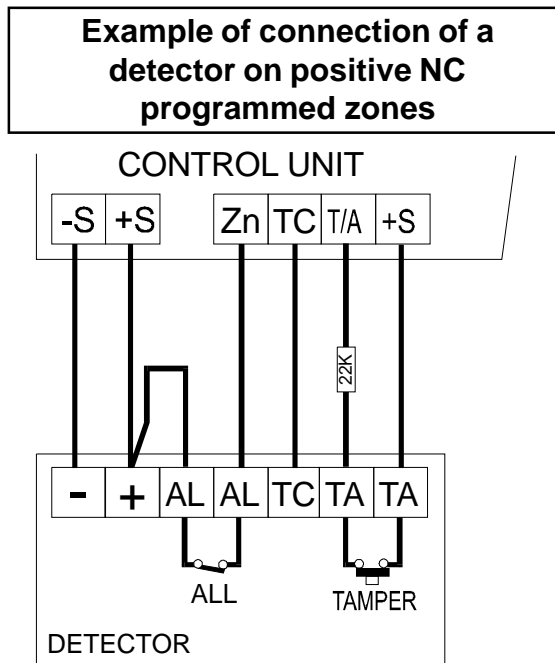 Example of connection of a
detector on positive NC
programmed zones
CONTROL UNIT
-S +S Zn TC T/A +S
22K
- + AL AL TC TA TA
ALL TAMPER
DETECTOR